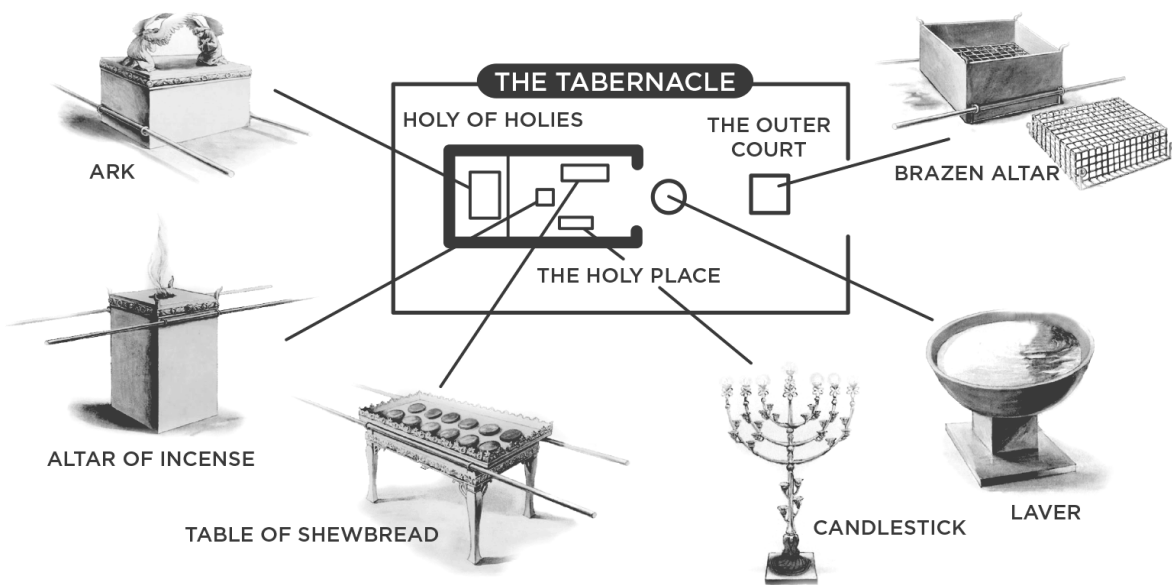 THE TABERNACLE
HOLY OF HOLIES
THE OUTER
COURT
ARK
BRAZEN ALTAR
THE HOLY PLACE
ALTAR OF INCENSE
TABLE OF SHEWBREAD
CANDLESTICK
LAVER